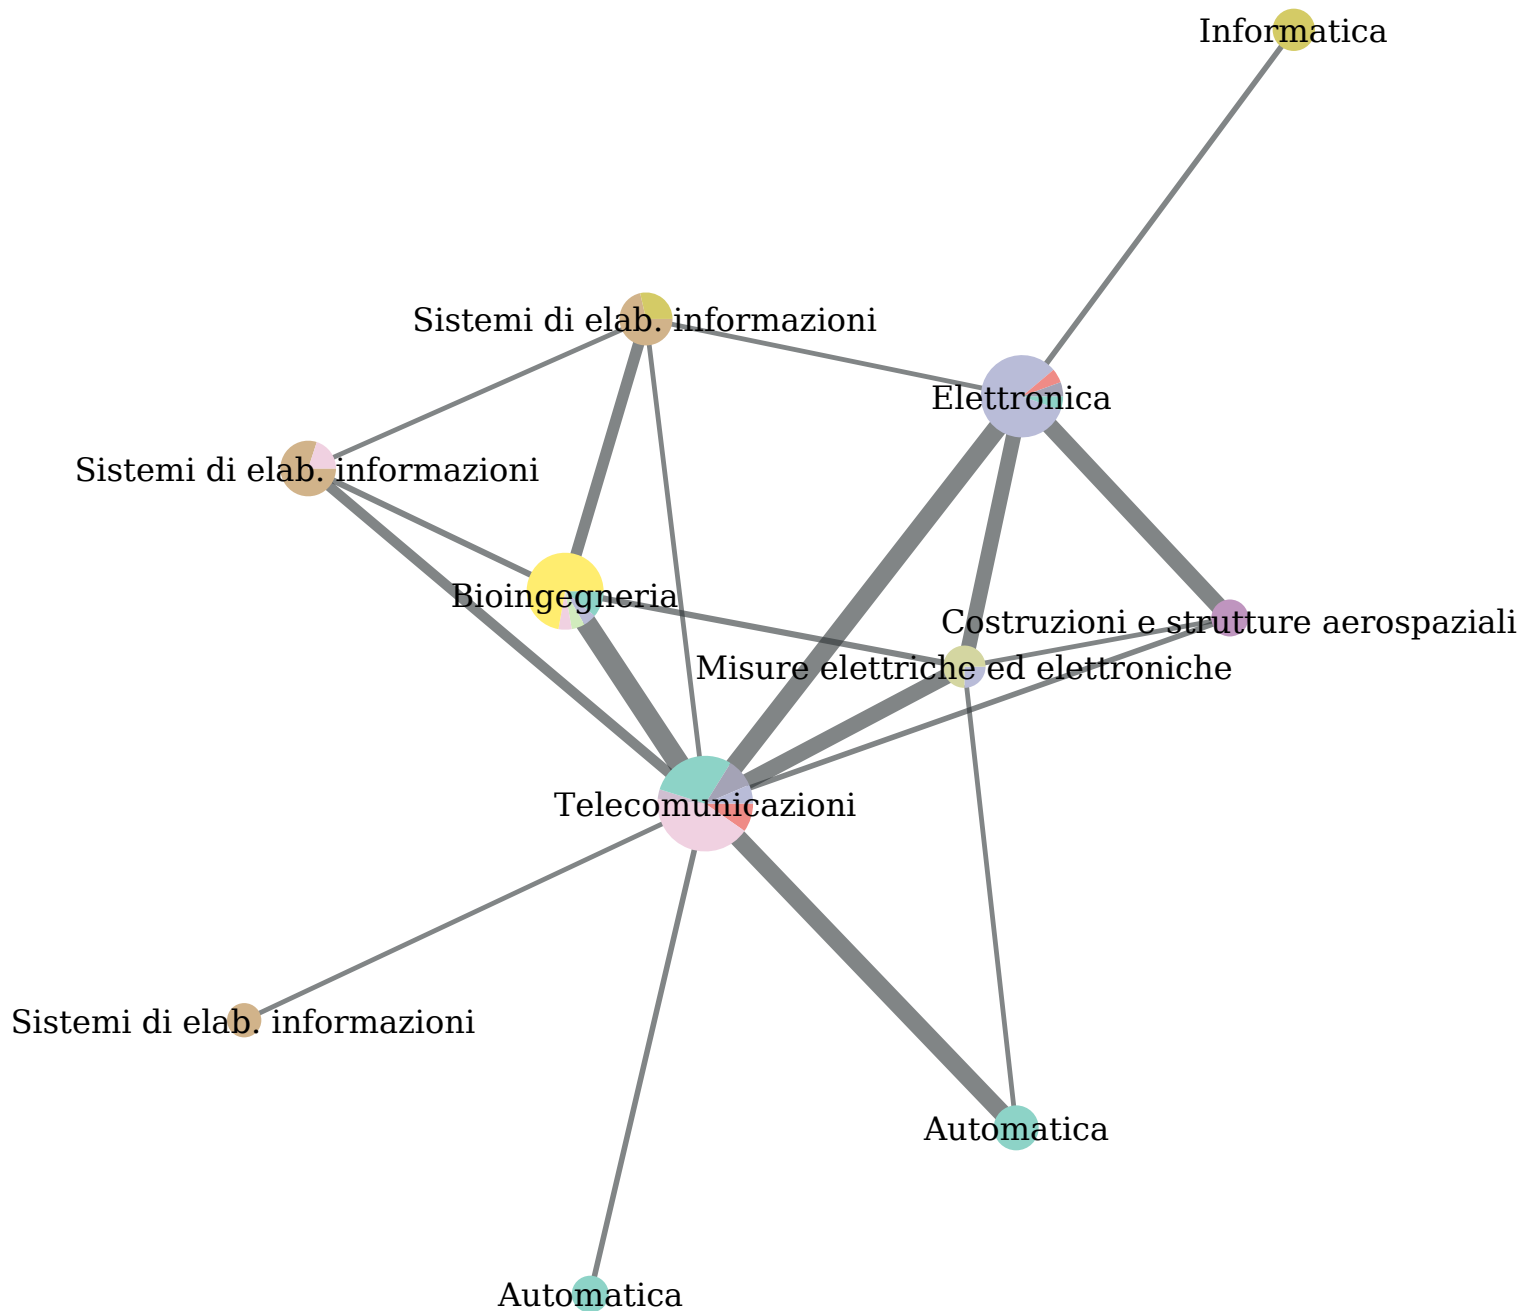 Informatica
Sistemi di elab. informazioni
Elettronica
Sistemi di elab. informazioni
Bioingegneria
Costruzioni e strutture aerospaziali
Misure elettriche ed elettroniche
Telecomunicazioni
Sistemi di elab. informazioni
Automatica
Automatica